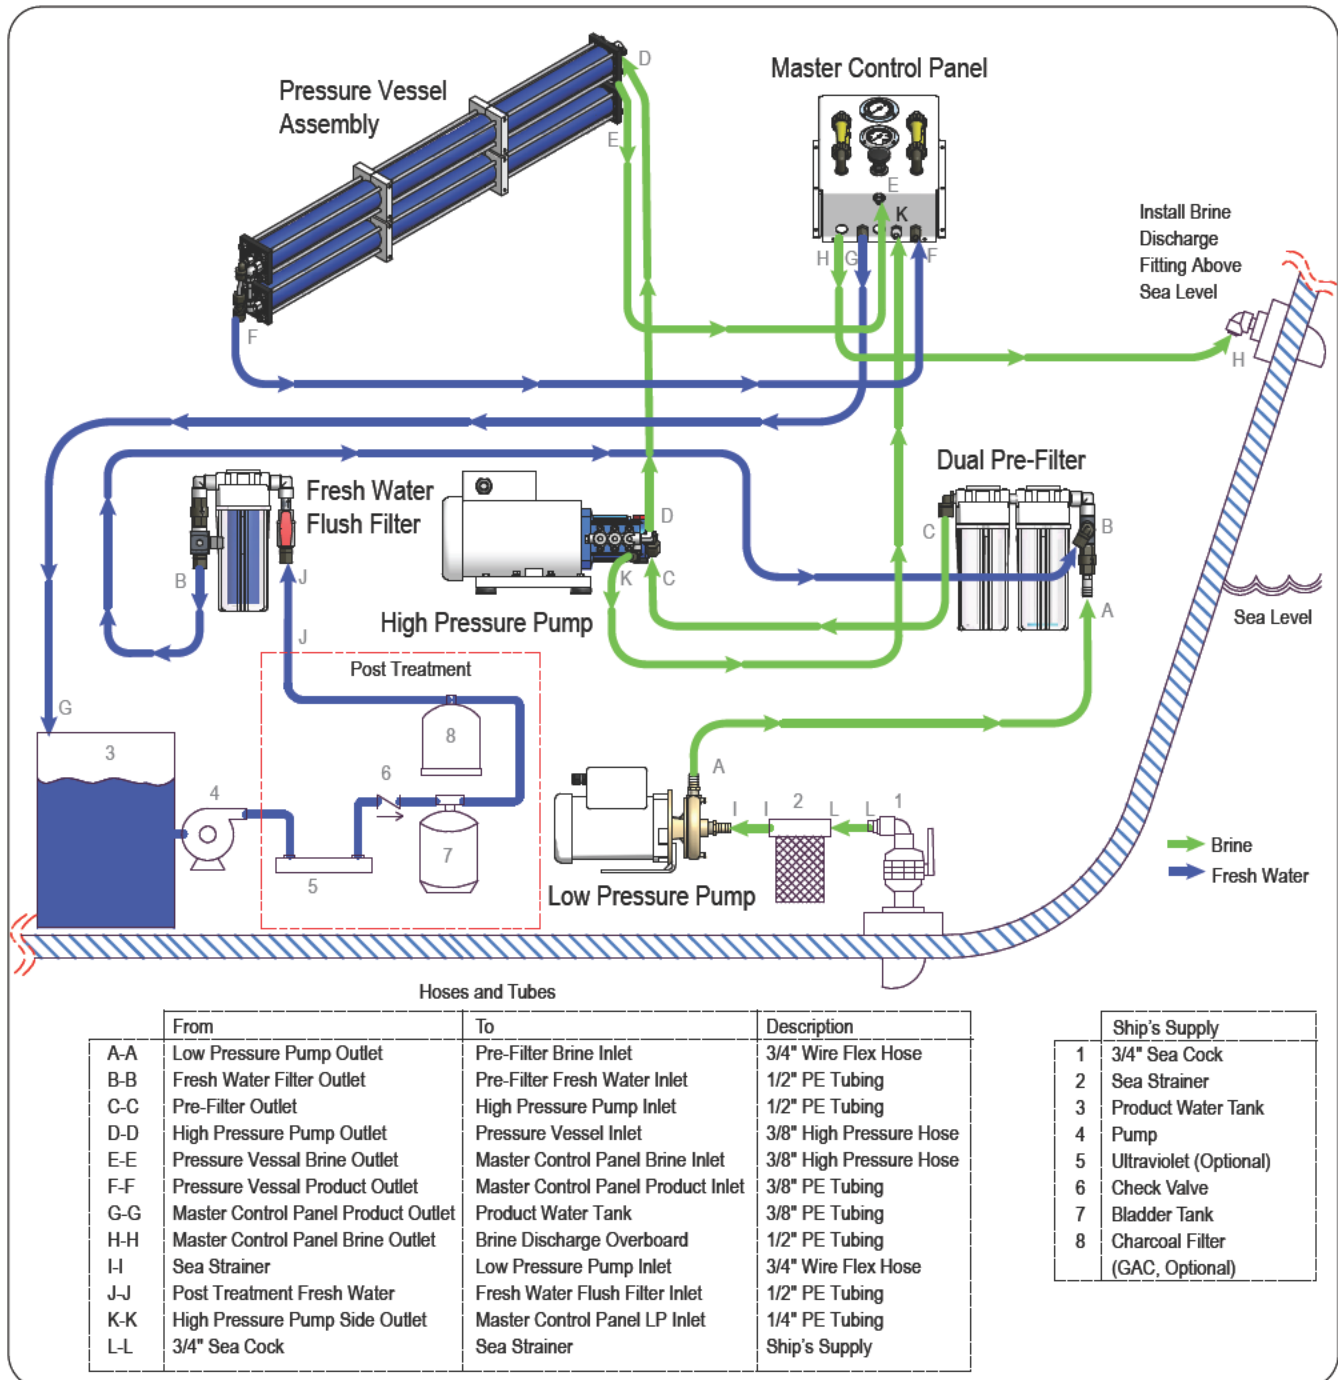 Pressure Vessel
Assembly
D
E
F
Master Control Panel
E
K
H
G
F
Install Brine
Discharge
Fitting Above
Sea Level
H
Fresh Water
Flush Filter
B
J
J
High Pressure Pump
D
K
C
Dual Pre-Filter
C
B
A
Sea Level
Post Treatment
G
3
4
5
6
7
8
A
I
I
2
L
L
1
Low Pressure Pump
Brine
Fresh Water
Hoses and Tubes
From To Description
A-A Low Pressure Pump Outlet Pre-Filter Brine Inlet 3/4" Wire Flex Hose
B-B Fresh Water Filter Outlet Pre-Filter Fresh Water Inlet 1/2" PE Tubing
C-C Pre-Filter Outlet High Pressure Pump Inlet 1/2" PE Tubing
D-D High Pressure Pump Outlet Pressure Vessel Inlet 3/8" High Pressure Hose
E-E Pressure Vessal Brine Outlet Master Control Panel Brine Inlet 3/8" High Pressure Hose
F-F Pressure Vessal Product Outlet Master Control Panel Product Inlet 3/8" PE Tubing
G-G Master Control Panel Product Outlet Product Water Tank 3/8" PE Tubing
H-H Master Control Panel Brine Outlet Brine Discharge Overboard 1/2" PE Tubing
I-I Sea Strainer Low Pressure Pump Inlet 3/4" Wire Flex Hose
J-J Post Treatment Fresh Water Fresh Water Flush Filter Inlet 1/2" PE Tubing
K-K High Pressure Pump Side Outlet Master Control Panel LP Inlet 1/4" PE Tubing
L-L 3/4" Sea Cock Sea Strainer Ship's Supply
Ship's Supply
1 3/4" Sea Cock
2 Sea Strainer
3 Product Water Tank
4 Pump
5 Ultraviolet (Optional)
6 Check Valve
7 Bladder Tank
8 Charcoal Filter
(GAC, Optional)